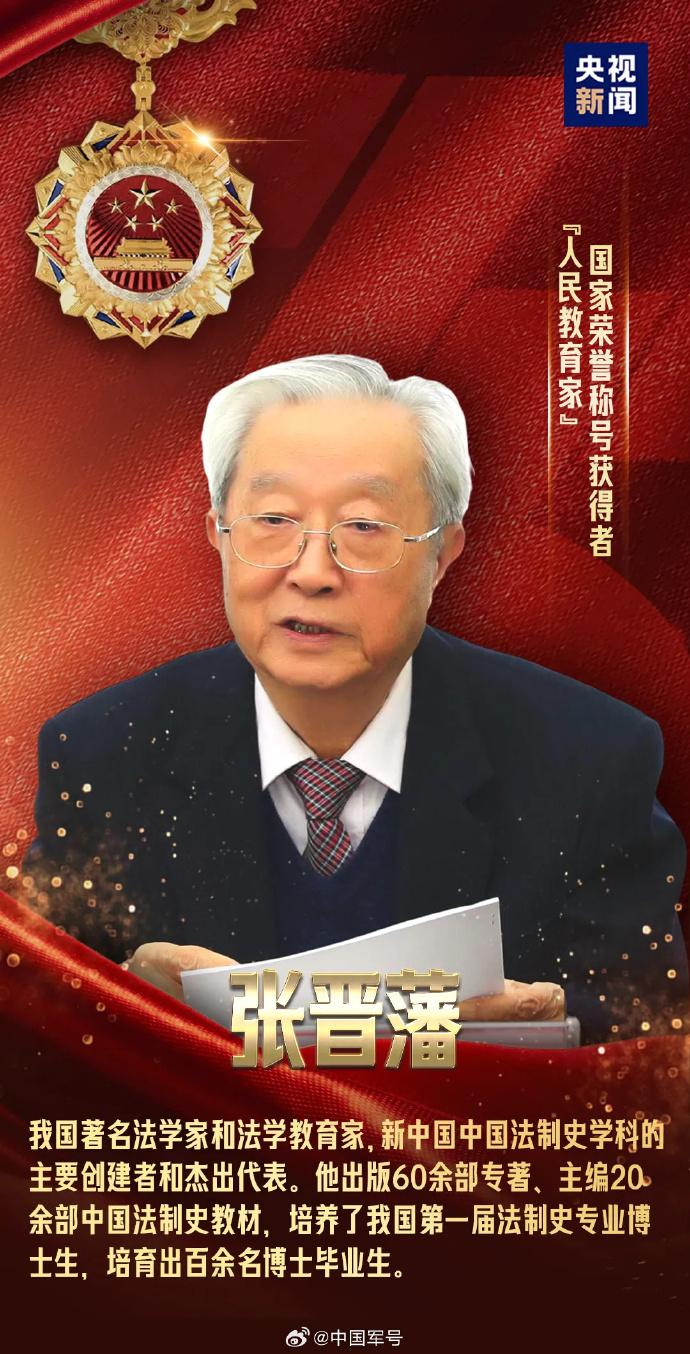 央视
新闻
国家荣誉称号获得者
『人民教育家』
张晋藩
我国著名法学家和法学教育家，新中国中国法制史学科的
主要创建者和杰出代表。他出版60余部专著、主编20
余部中国法制史教材，培养了我国第一届法制史专业博
士生，培育出百余名博士毕业生。
@中国军号